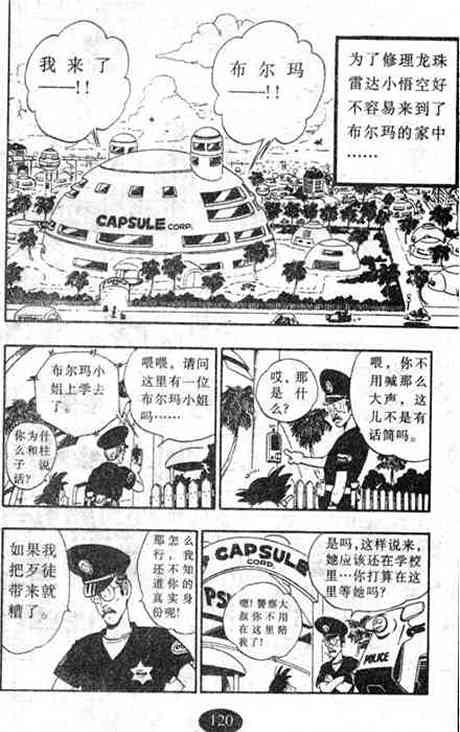 为了修理龙珠
雷达小悟空好
不容易来到了
布尔玛的家中
……
布尔玛
——!!
我来了
——!!
CAPSULE CORP.
喂，你不
用喊那么
大声，这
儿不是有
话筒吗。
哎，那
是什
么？
喂喂，请问
这里有一位
布尔玛小姐
吗……
布尔玛小
姐上学去
了。
你为什
么和柱
子说
话？
是吗，这样说来，
她应该还在学校
里…你打算在这
里等她吗？
嗯！警察大
叔你不用
在这里陪
我了！
CAPSULE
CORP.
PS
POLICE
那怎么
行，我
还不知
道你的
真实身
份呢！
如果我
把歹徒
带来就
糟了。
120